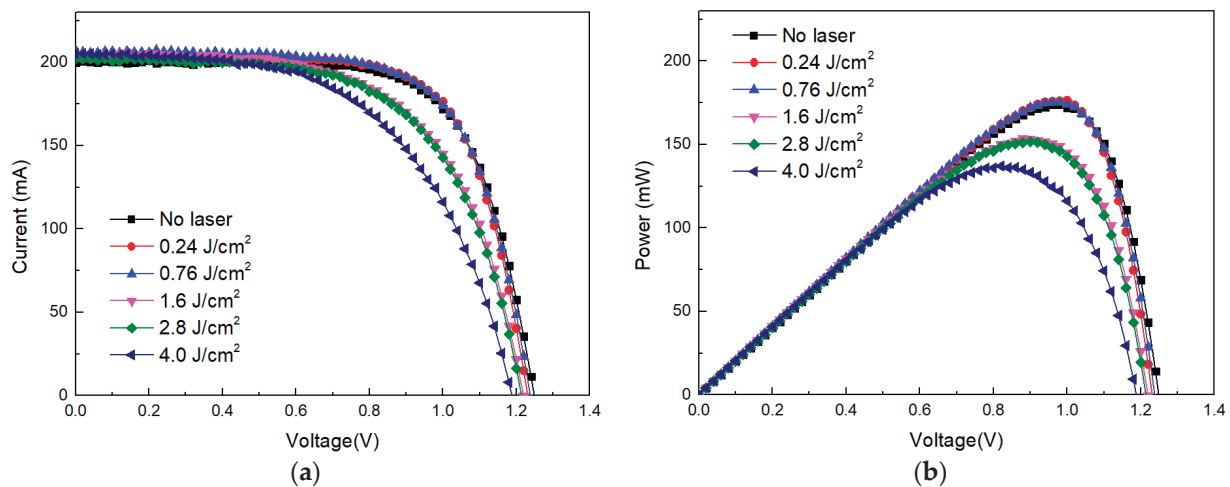 200
150
100
50
0
Current (mA)
No laser
0.24 J/cm²
0.76 J/cm²
1.6 J/cm²
2.8 J/cm²
4.0 J/cm²
0.0 0.2 0.4 0.6 0.8 1.0 1.2 1.4
Voltage(V)
(a)
200
150
100
50
0
Power (mW)
No laser
0.24 J/cm²
0.76 J/cm²
1.6 J/cm²
2.8 J/cm²
4.0 J/cm²
0.0 0.2 0.4 0.6 0.8 1.0 1.2 1.4
Voltage(V)
(b)